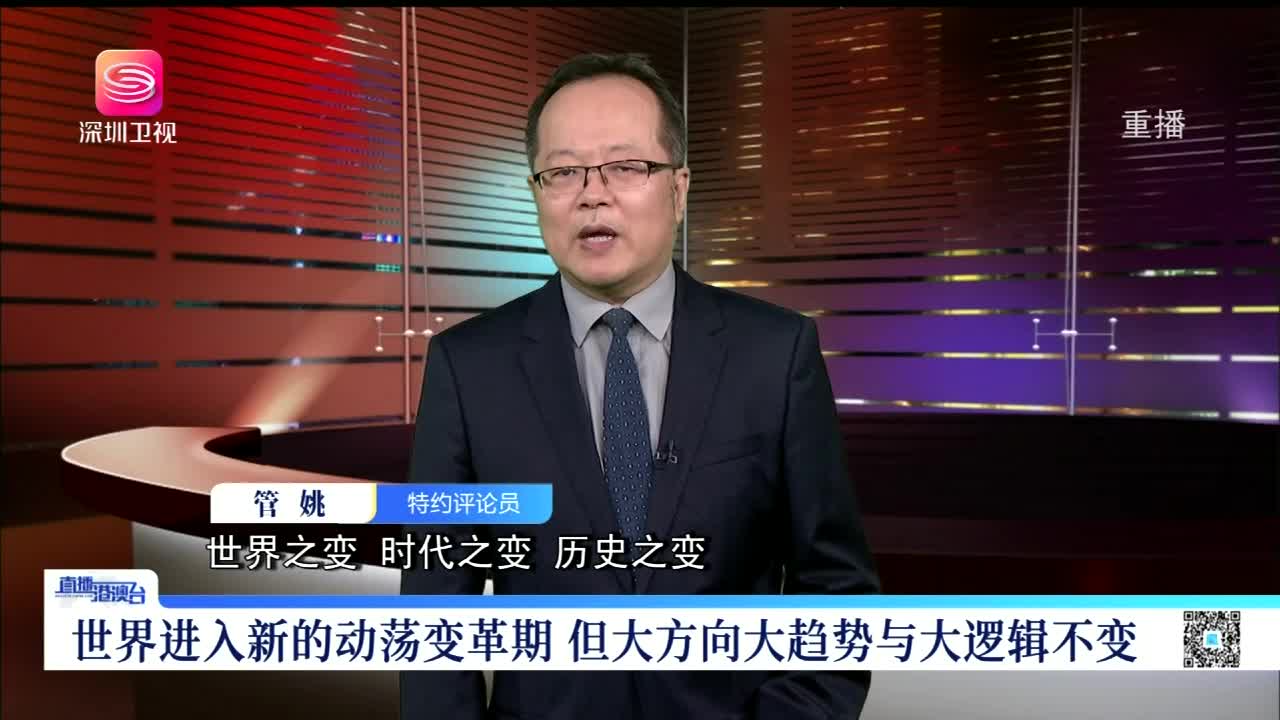 深圳卫视
重播
管 姚
特约评论员
世界之变 时代之变 历史之变
直播港澳台
世界进入新的动荡变革期 但大方向大趋势与大逻辑不变